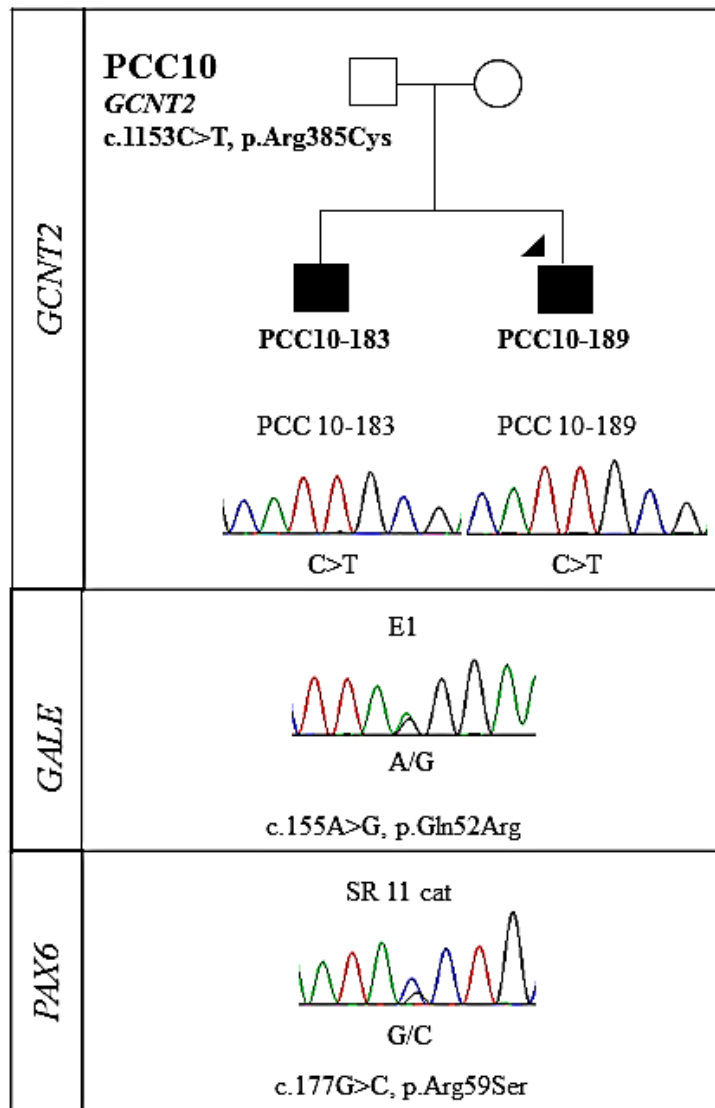 PCC10
GCNT2
c.1153C>T, p.Arg385Cys
GCNT2
PCC10-183
PCC10-189
PCC 10-183
PCC 10-189
C>T
C>T
GALE
E1
A/G
c.155A>G, p.Gln52Arg
PAX6
SR 11 cat
G/C
c.177G>C, p.Arg59Ser